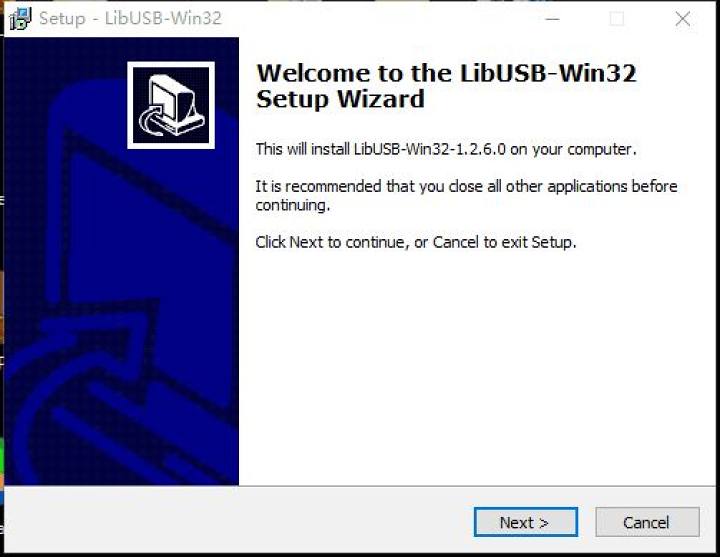 Setup - LibUSB-Win32
Welcome to the LibUSB-Win32
Setup Wizard
This will install LibUSB-Win32-1.2.6.0 on your computer.
It is recommended that you close all other applications before
continuing.
Click Next to continue, or Cancel to exit Setup.
Next >
Cancel